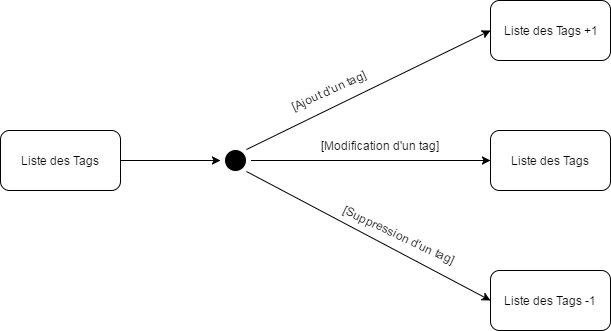 Liste des Tags +1
[Ajout d'un tag]
Liste des Tags
[Modification d'un tag]
Liste des Tags
[Suppression d'un tag]
Liste des Tags -1